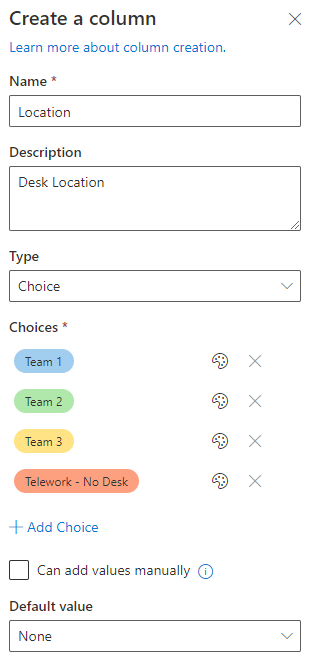 Create a column
Learn more about column creation.
Name *
Location
Description
Desk Location
Type
Choice
Choices *
Team 1
Team 2
Team 3
Telework - No Desk
Add Choice
Can add values manually
Default value
None